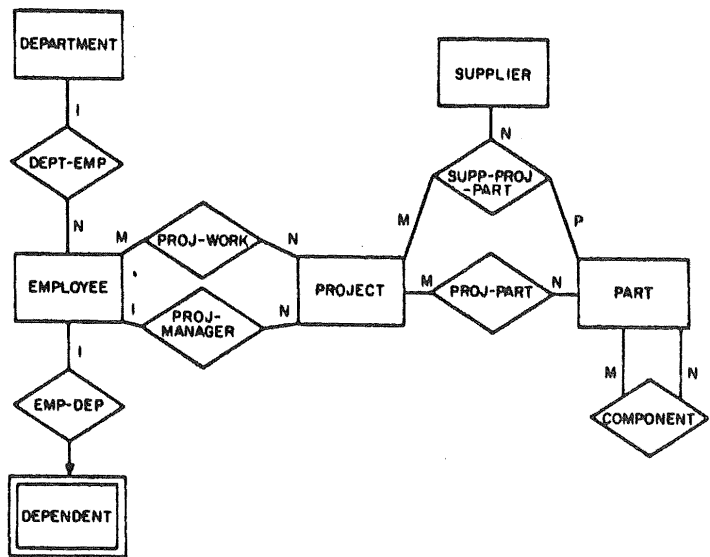 DEPARTMENT
SUPPLIER
1
N
DEPT-EMP
SUPP-PROJ
-PART
N
M
PROJ-WORK
N
M
P
EMPLOYEE
PROJECT
M
PROJ-PART
N
PART
1
PROJ-
MANAGER
N
1
M
N
EMP-DEP
COMPONENT
DEPENDENT